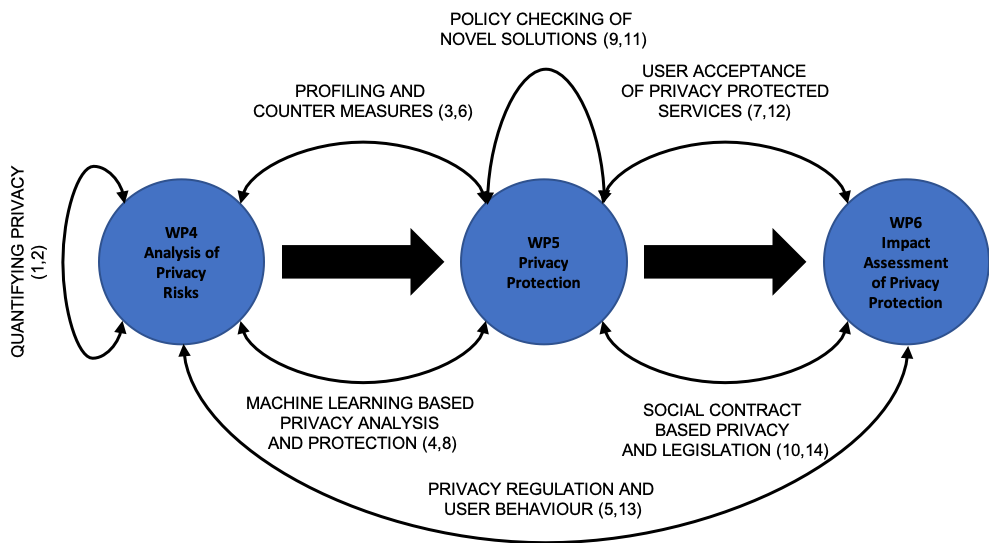 POLICY CHECKING OF
NOVEL SOLUTIONS (9,11)
PROFILING AND
COUNTER MEASURES (3,6)
USER ACCEPTANCE
OF PRIVACY PROTECTED
SERVICES (7,12)
QUANTIFYING PRIVACY
(1,2)
WP4
Analysis of
Privacy
Risks
WP5
Privacy
Protection
WP6
Impact
Assessment
of Privacy
Protection
MACHINE LEARNING BASED
PRIVACY ANALYSIS
AND PROTECTION (4,8)
SOCIAL CONTRACT
BASED PRIVACY
AND LEGISLATION (10,14)
PRIVACY REGULATION AND
USER BEHAVIOUR (5,13)